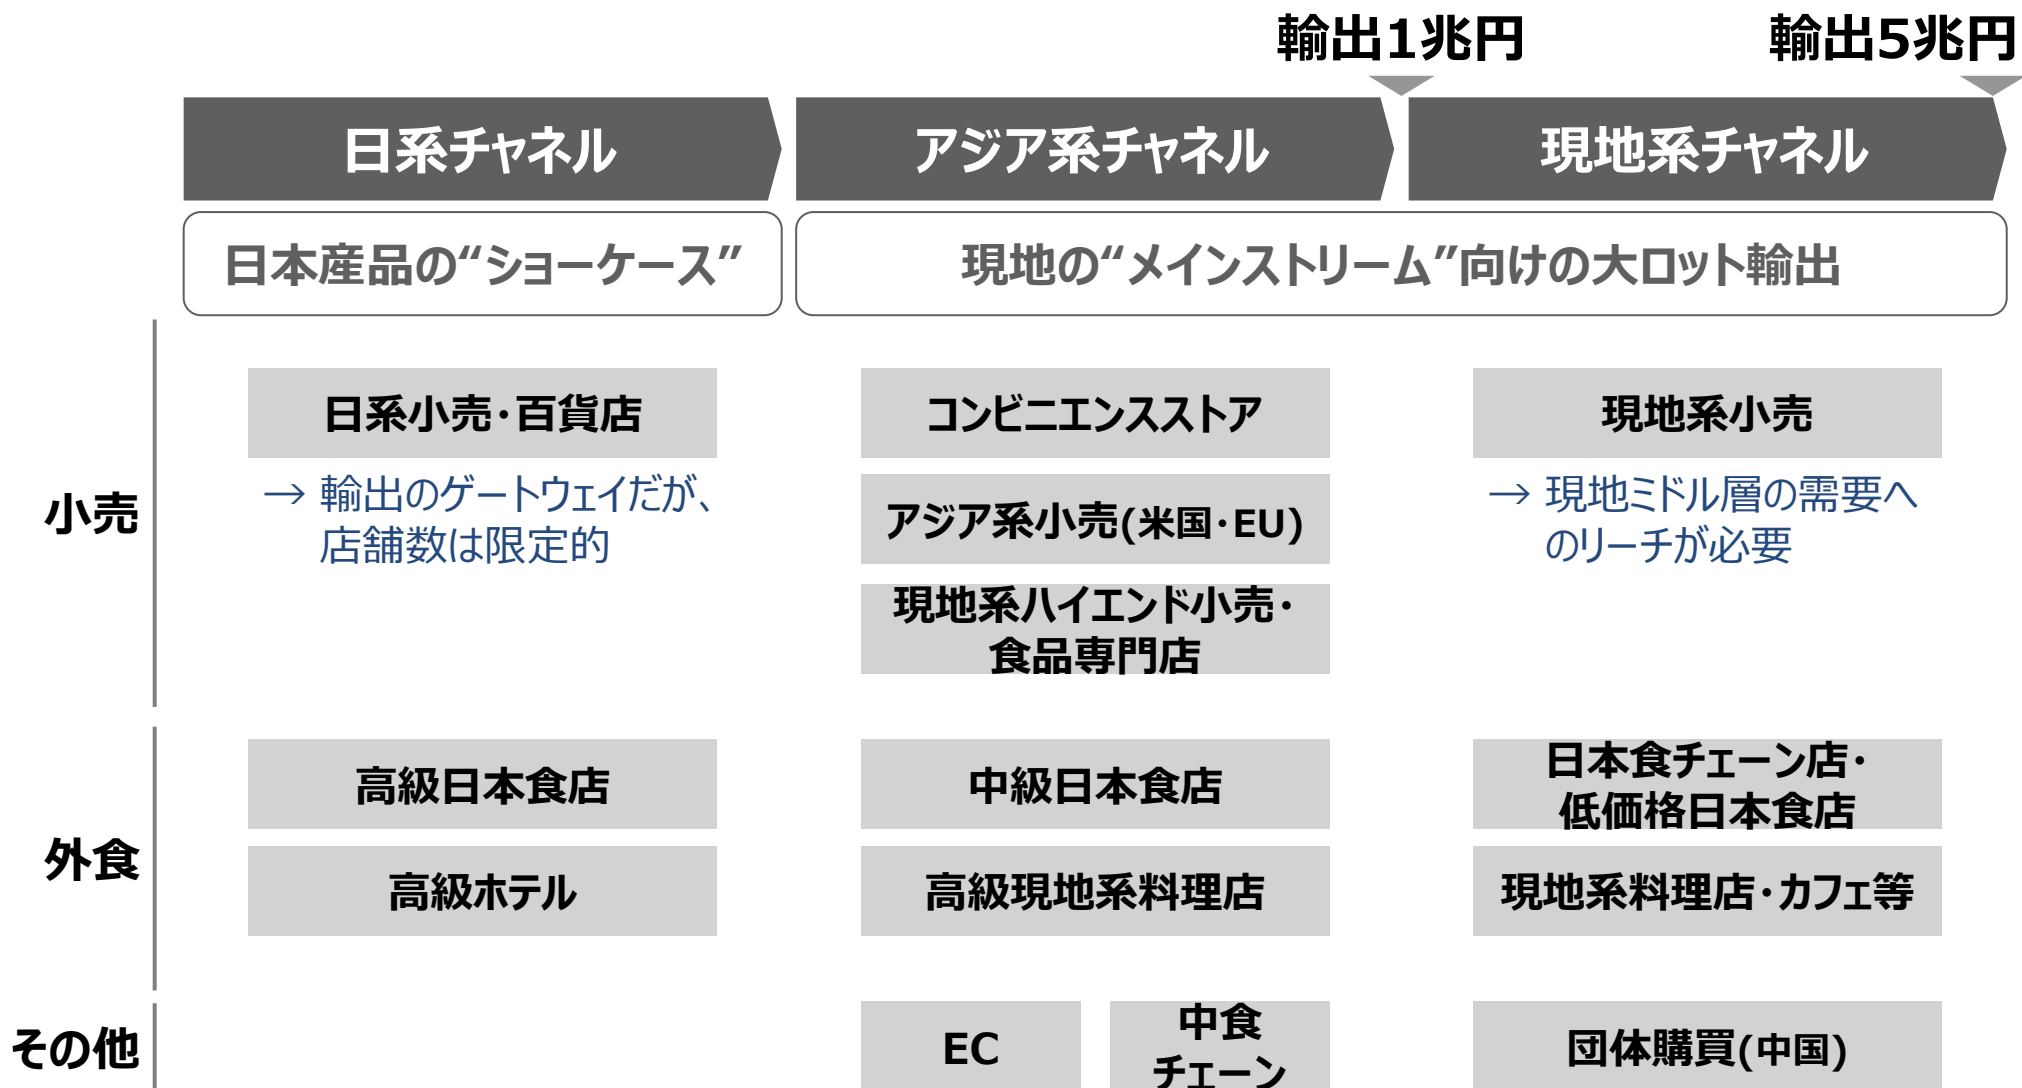 輸出1兆円
輸出5兆円
日系チャネル
アジア系チャネル
現地系チャネル
日本産品の“ショーケース”
現地の“メインストリーム”向けの大ロット輸出
小売
日系小売・百貨店
→ 輸出のゲートウェイだが、
店舗数は限定的
コンビニエンスストア
アジア系小売(米国・EU)
現地系ハイエンド小売・
食品専門店
現地系小売
→ 現地ミドル層の需要へ
のリーチが必要
外食
高級日本食店
高級ホテル
中級日本食店
高級現地系料理店
日本食チェーン店・
低価格日本食店
現地系料理店・カフェ等
その他
EC
中食
チェーン
団体購買(中国)